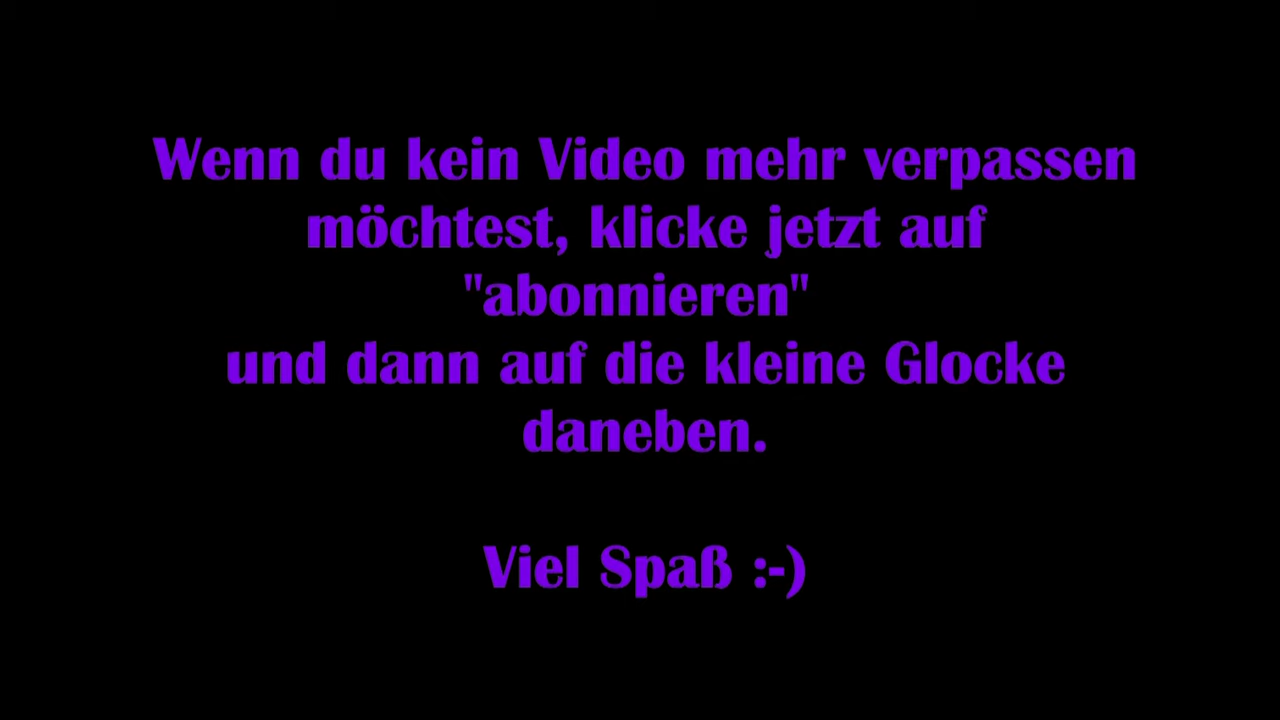 Wenn du kein Video mehr verpassen
möchtest, klicke jetzt auf
"abonnieren"
und dann auf die kleine Glocke
daneben.
Viel Spaß :-)